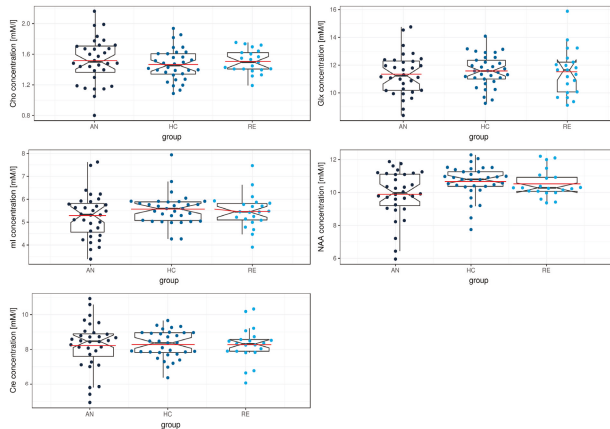 Cho concentration [mM/l]
2.0
1.6
1.2
0.8
AN HC RE
group
Glx concentration [mM/l]
16
14
12
10
AN HC RE
group
mI concentration [mM/l]
8
7
6
5
4
AN HC RE
group
NAA concentration [mM/l]
12
10
8
6
AN HC RE
group
Cre concentration [mM/l]
10
8
6
AN HC RE
group